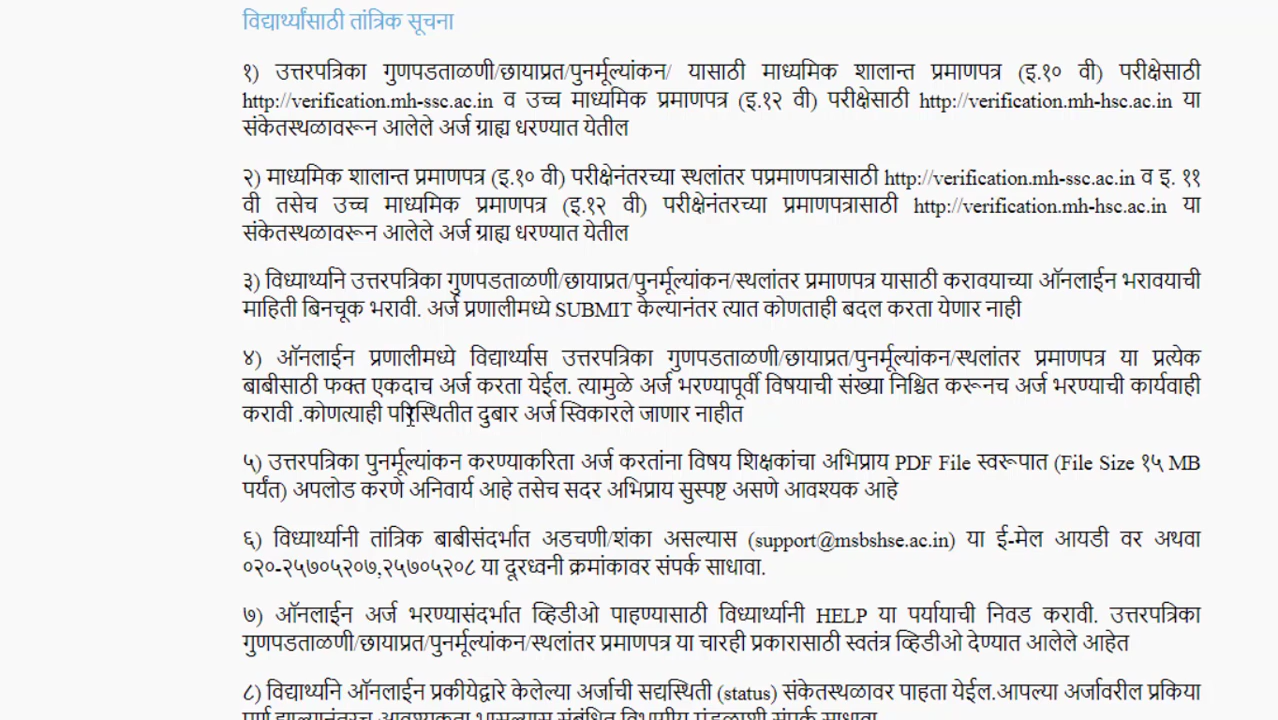 विद्यार्थ्यांसाठी तांत्रिक सूचना
१) उत्तरपत्रिका गुणपडताळणी/छायाप्रत/पुनर्मूल्यांकन/ यासाठी माध्यमिक शालान्त प्रमाणपत्र (इ.१० वी) परीक्षेसाठी
http://verification.mh-ssc.ac.in व उच्च माध्यमिक प्रमाणपत्र (इ.१२ वी) परीक्षेसाठी http://verification.mh-hsc.ac.in या
संकेतस्थळावरून आलेले अर्ज ग्राह्य धरण्यात येतील
२) माध्यमिक शालान्त प्रमाणपत्र (इ.१० वी) परीक्षेनंतरच्या स्थलांतर पप्रमाणपत्रासाठी http://verification.mh-ssc.ac.in व इ. ११
वी तसेच उच्च माध्यमिक प्रमाणपत्र (इ.१२ वी) परीक्षेनंतरच्या प्रमाणपत्रासाठी http://verification.mh-hsc.ac.in या
संकेतस्थळावरून आलेले अर्ज ग्राह्य धरण्यात येतील
३) विध्यार्थ्याने उत्तरपत्रिका गुणपडताळणी/छायाप्रत/पुनर्मूल्यांकन/स्थलांतर प्रमाणपत्र यासाठी करावयाच्या ऑनलाईन भरावयाची
माहिती बिनचूक भरावी. अर्ज प्रणालीमध्ये SUBMIT केल्यानंतर त्यात कोणताही बदल करता येणार नाही
४) ऑनलाईन प्रणालीमध्ये विद्यार्थ्यास उत्तरपत्रिका गुणपडताळणी/छायाप्रत/पुनर्मूल्यांकन/स्थलांतर प्रमाणपत्र या प्रत्येक
बाबीसाठी फक्त एकदाच अर्ज करता येईल. त्यामुळे अर्ज भरण्यापूर्वी विषयाची संख्या निश्चित करूनच अर्ज भरण्याची कार्यवाही
करावी .कोणत्याही परिस्थितीत दुबार अर्ज स्विकारले जाणार नाहीत
५) उत्तरपत्रिका पुनर्मूल्यांकन करण्याकरिता अर्ज करतांना विषय शिक्षकांचा अभिप्राय PDF File स्वरूपात (File Size १५ MB
पर्यंत) अपलोड करणे अनिवार्य आहे तसेच सदर अभिप्राय सुस्पष्ट असणे आवश्यक आहे
६) विध्यार्थ्यानी तांत्रिक बाबीसंदर्भात अडचणी/शंका असल्यास (support@msbshse.ac.in) या ई-मेल आयडी वर अथवा
०२०-२५७०५२०७,२५७०५२०८ या दूरध्वनी क्रमांकावर संपर्क साधावा.
७) ऑनलाईन अर्ज भरण्यासंदर्भात व्हिडीओ पाहण्यासाठी विध्यार्थ्यानी HELP या पर्यायाची निवड करावी. उत्तरपत्रिका
गुणपडताळणी/छायाप्रत/पुनर्मूल्यांकन/स्थलांतर प्रमाणपत्र या चारही प्रकारासाठी स्वतंत्र व्हिडीओ देण्यात आलेले आहेत
८) विद्यार्थ्याने ऑनलाईन प्रकीयेद्वारे केलेल्या अर्जाची सद्यस्थिती (status) संकेतस्थळावर पाहता येईल.आपल्या अर्जावरील प्रकिया
पूर्ण झाल्यानंतरच आवश्यकता भासल्यास संबंधित विभागीय मंडळाशी संपर्क साधावा